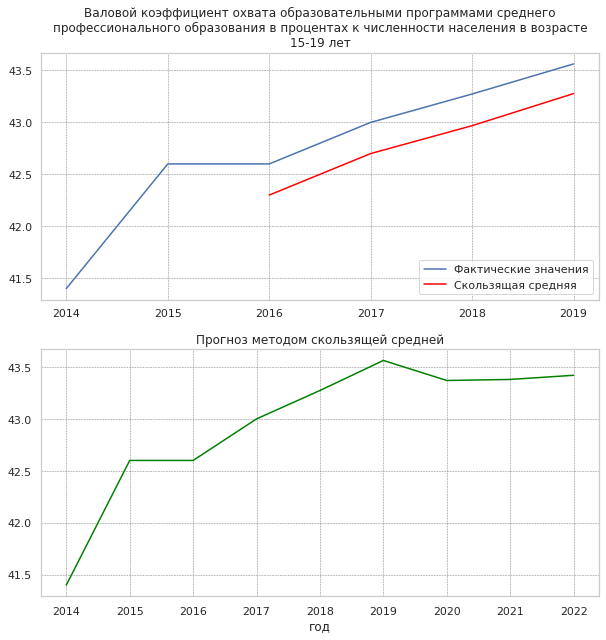 Валовой коэффициент охвата образовательными программами среднего
профессионального образования в процентах к численности населения в возрасте
15-19 лет
43.5
43.0
42.5
42.0
41.5
Фактические значения
Скользящая средняя
2014 2015 2016 2017 2018 2019
Прогноз методом скользящей средней
43.5
43.0
42.5
42.0
41.5
2014 2015 2016 2017 2018 2019 2020 2021 2022
год